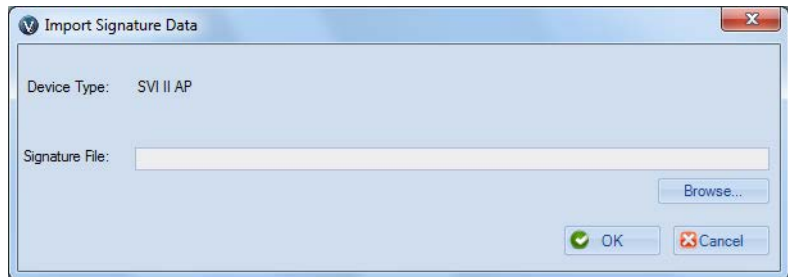 Import Signature Data
Device Type: SVI II AP
Signature File:
Browse...
OK Cancel